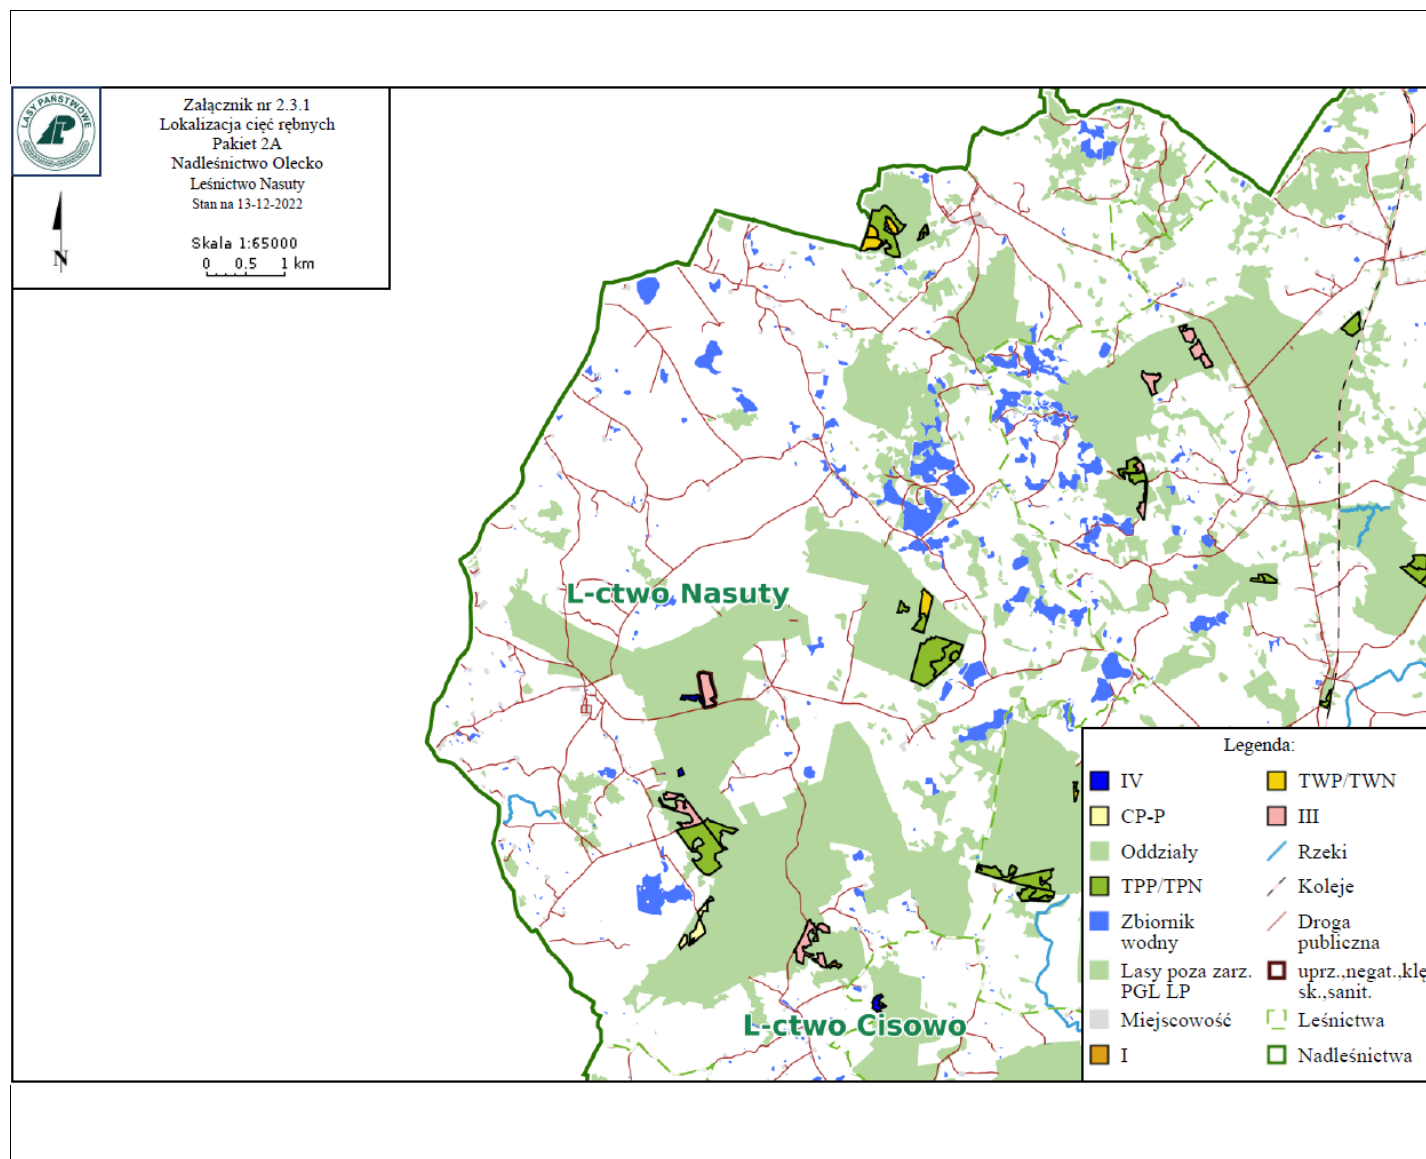 LASY PAŃSTWOWE
Załącznik nr 2.3.1
Lokalizacja cięć rębnych
Pakiet 2A
Nadleśnictwo Olecko
Leśnictwo Nasuty
Stan na 13-12-2022
Skala 1:65000
0 0.5 1 km
N
L-ctwo Nasuty
L-ctwo Cisowo
Legenda:
IV
CP-P
Oddziały
TPP/TPN
Zbiornik
wodny
Lasy poza zarz.
PGL LP
Miejscowość
I
TWP/TWN
III
Rzeki
Koleje
Droga
publiczna
uprz.,negat.,klę
sk.,sanit.
Leśnictwa
Nadleśnictwa